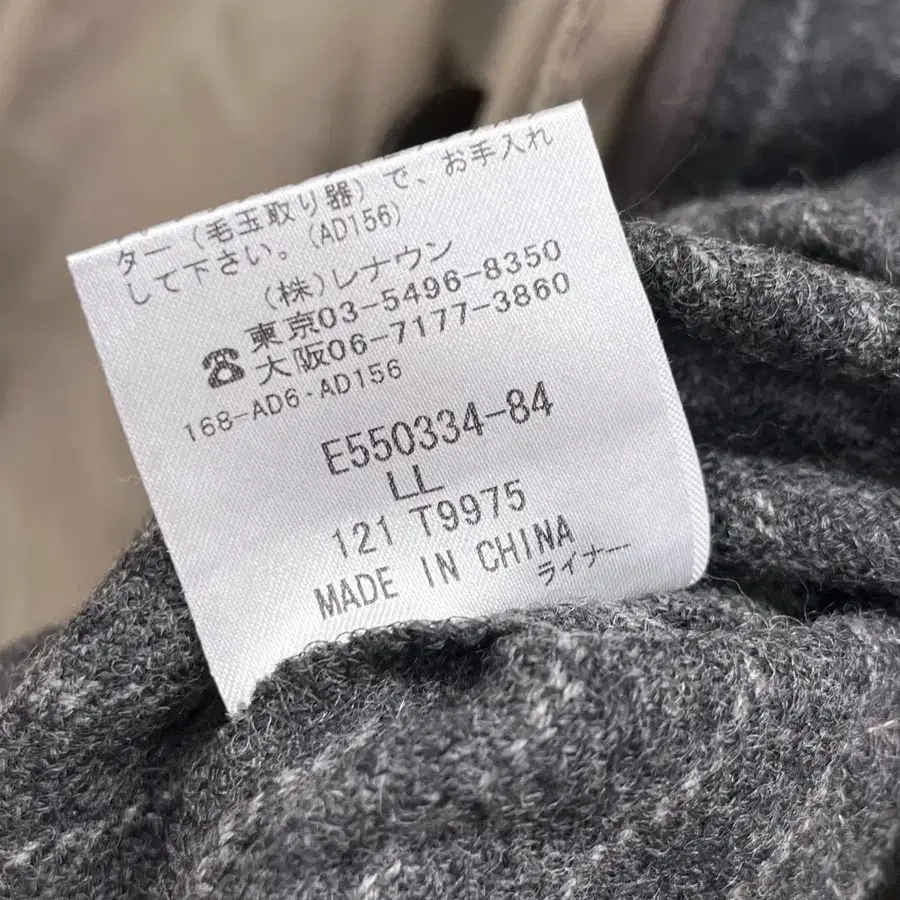 ター(毛玉取り器)で、お手入れ
して下さい。(AD156)
(株)レナウン
☎東京03-5496-8350
大阪06-7177-3860
168-AD6・AD156
E550334-84
LL
121 T9975
MADE IN CHINA
ライナー